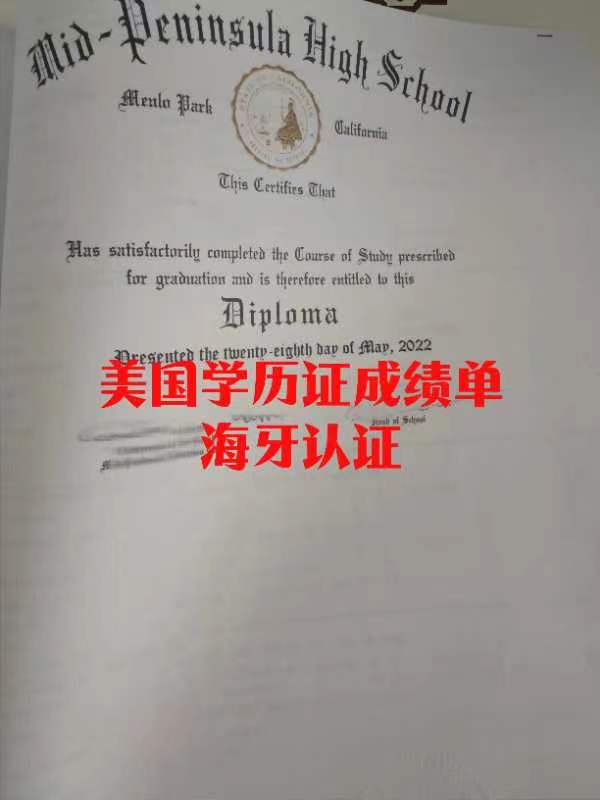 Mid-Peninsula High School
Menlo Park
California
This Certifies That
Has satisfactorily completed the Course of Study prescribed
for graduation and is therefore entitled to this
Diploma
Presented the twenty-eighth day of May, 2022
美国学历证成绩单
of School
海牙认证